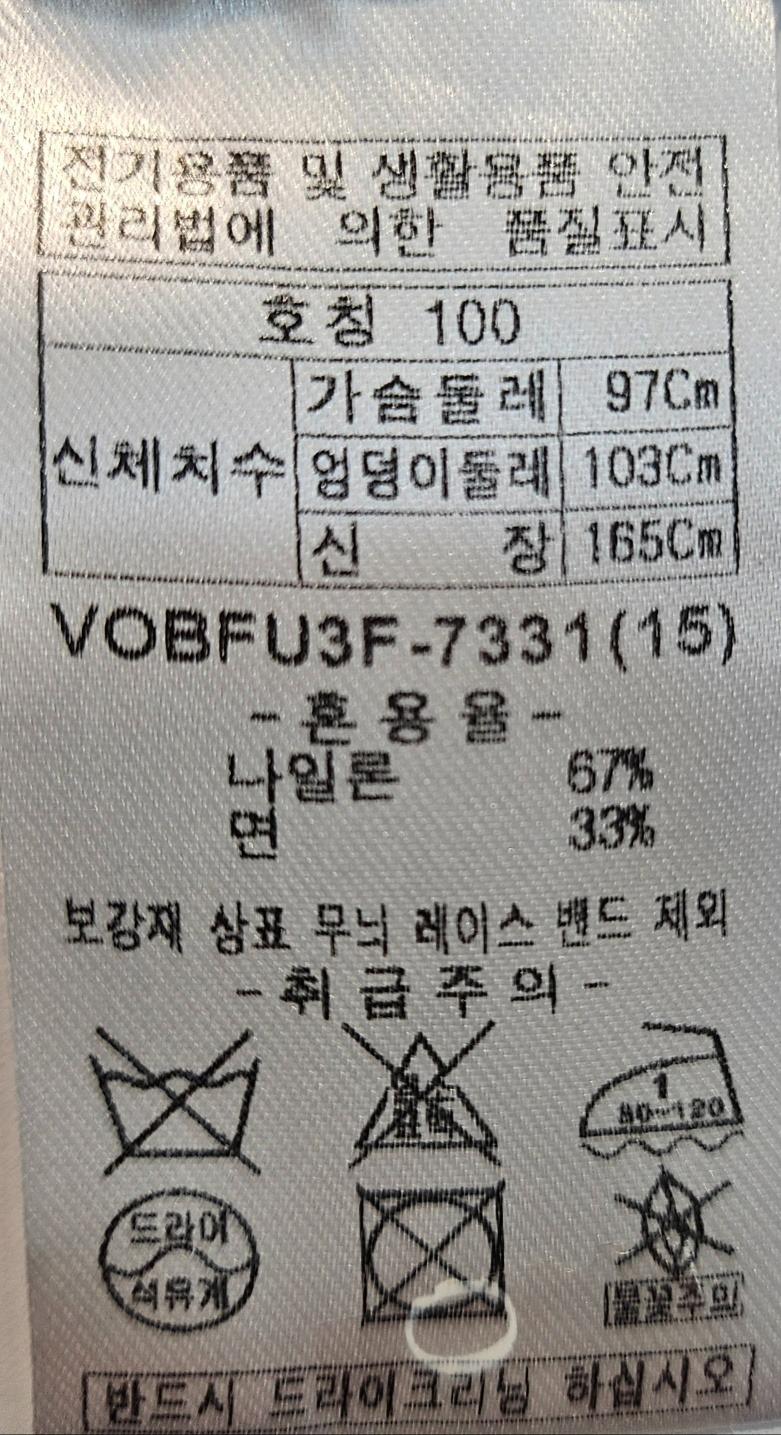 전기용품 및 생활용품 안전
관리법에 의한 품질표시
호칭 100
신체치수
가슴둘레 97Cm
엉덩이둘레 103Cm
신 장 165Cm
VOBFU3F-7331(15)
-혼용율-
나일론 67%
면 33%
보강재 상표 무늬 레이스 밴드 제외
-취급주의-
1
80~120
드라이
석유계
불꽃주의
반드시 드라이크리닝 하십시오